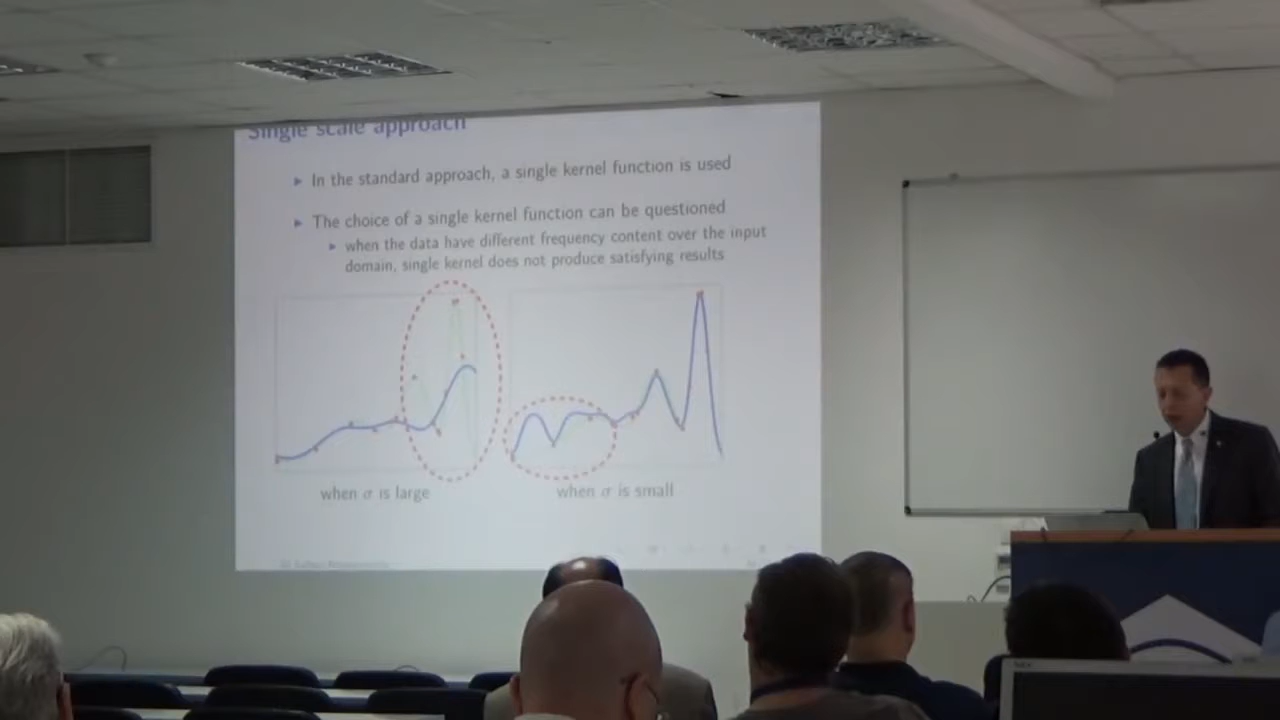 Single scale approach
In the standard approach, a single kernel function is used
The choice of a single kernel function can be questioned
when the data have different frequency content over the input
domain, single kernel does not produce satisfying results
when σ is large
when σ is small
NEC